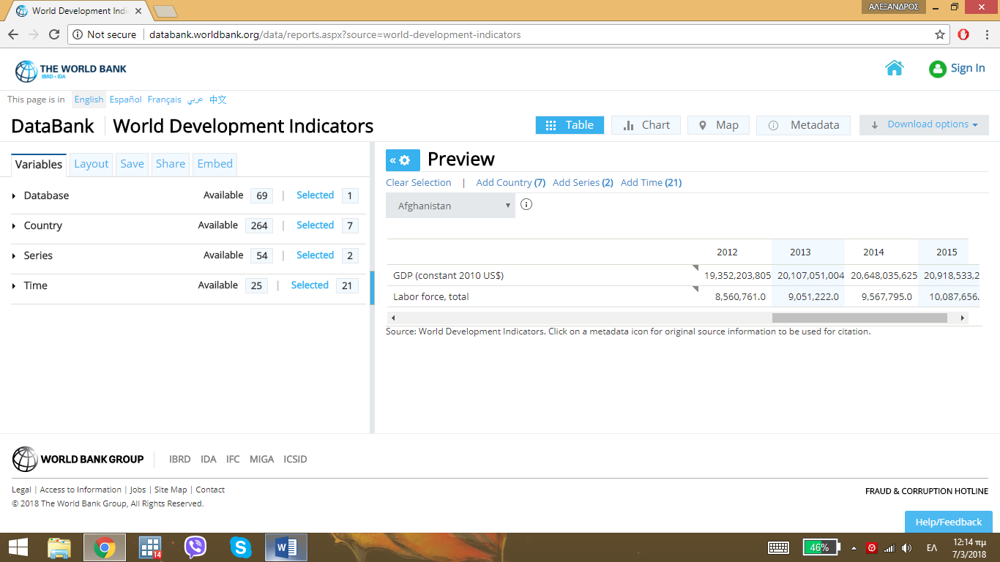 World Development Indi
ΑΛΕΞΑΝΔΡΟΣ
Not secure | databank.worldbank.org/data/reports.aspx?source=world-development-indicators
THE WORLD BANK
IBRD • IDA
Sign In
This page is in English Español Français عربي 中文
DataBank World Development Indicators
Table Chart Map Metadata Download options
Variables Layout Save Share Embed
Database Available 69 | Selected 1
Country Available 264 | Selected 7
Series Available 54 | Selected 2
Time Available 25 | Selected 21
« Preview
Clear Selection | Add Country (7) Add Series (2) Add Time (21)
Afghanistan
2012 2013 2014 2015
GDP (constant 2010 US$) 19,352,203,805 20,107,051,004 20,648,035,625 20,918,533,2
Labor force, total 8,560,761.0 9,051,222.0 9,567,795.0 10,087,656.
Source: World Development Indicators. Click on a metadata icon for original source information to be used for citation.
WORLD BANK GROUP IBRD IDA IFC MIGA ICSID
Legal | Access to Information | Jobs | Site Map | Contact
FRAUD & CORRUPTION HOTLINE
© 2018 The World Bank Group, All Rights Reserved.
Help/Feedback
14
S
W
46%
ΕΛ
12:14 πμ
7/3/2018